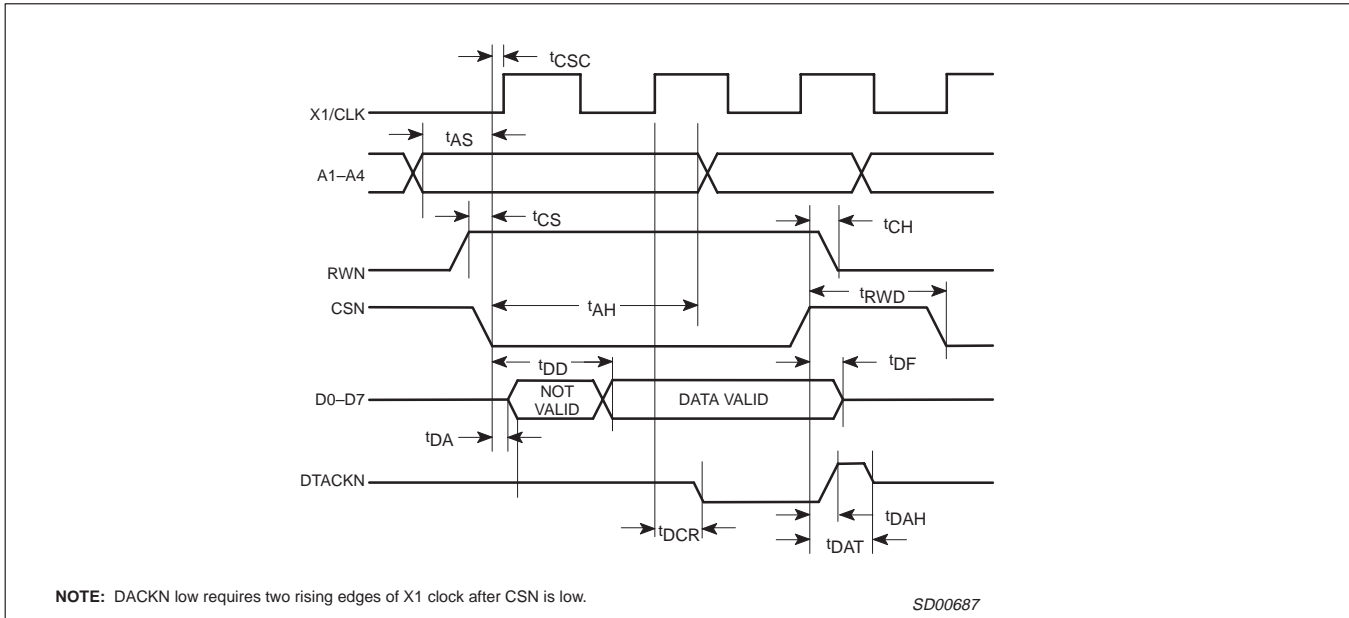 tCSC
X1/CLK
tAS
A1–A4
tCS
tCH
RWN
tRWD
CSN
tAH
tDD
tDF
D0–D7
NOT
VALID
DATA VALID
tDA
DTACKN
tDAH
tDCR
tDAT
NOTE: DACKN low requires two rising edges of X1 clock after CSN is low.
SD00687